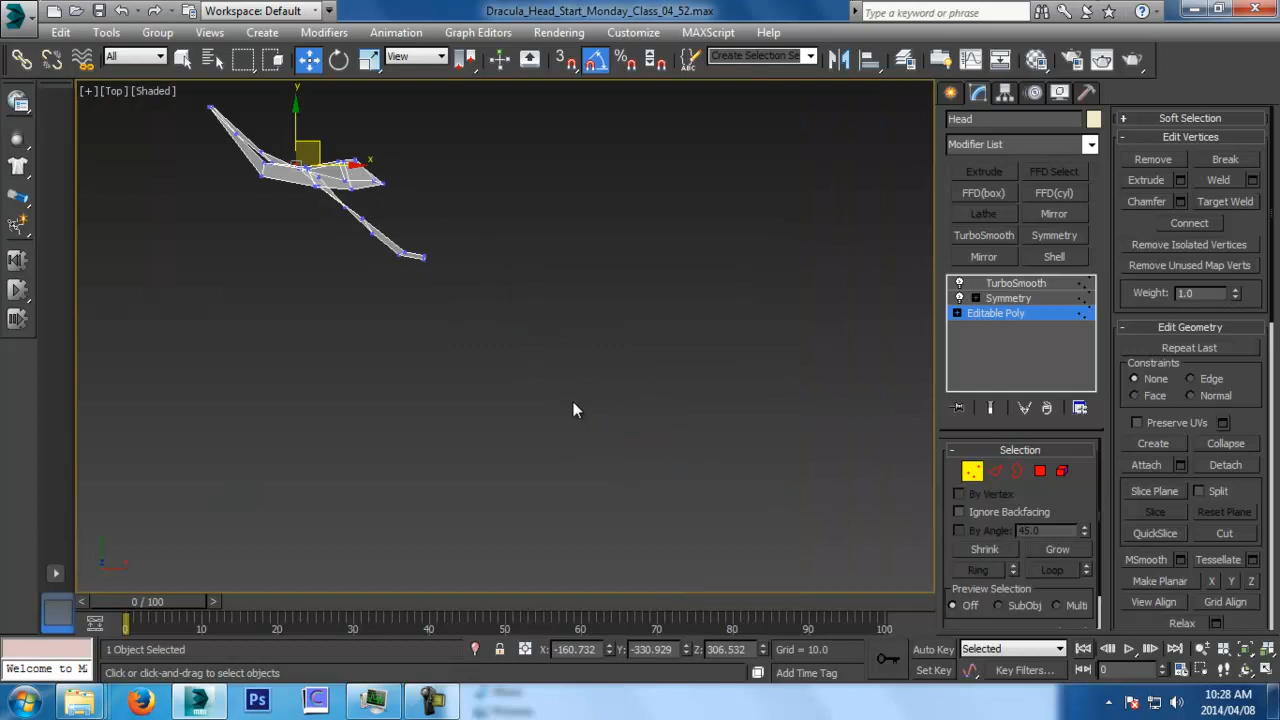 Workspace: Default
Dracula_Head_Start_Monday_Class_04_52.max
Type a keyword or phrase
Edit Tools Group Views Create Modifiers Animation Graph Editors Rendering Customize MAXScript Help
All
View
3
Create Selection Se
[+] [Top] [Shaded]
y
x
Head
Modifier List
Extrude FFD Select
FFD(box) FFD(cyl)
Lathe Mirror
TurboSmooth Symmetry
Mirror Shell
TurboSmooth
Symmetry
Editable Poly
Selection
By Vertex
Ignore Backfacing
By Angle: 45.0
Shrink Grow
Ring Loop
Preview Selection
Off SubObj Multi
Soft Selection
Edit Vertices
Remove Break
Extrude Weld
Chamfer Target Weld
Connect
Remove Isolated Vertices
Remove Unused Map Verts
Weight: 1.0
Edit Geometry
Repeat Last
Constraints
None Edge
Face Normal
Preserve UVs
Create Collapse
Attach Detach
Slice Plane Split
Slice Reset Plane
QuickSlice Cut
MSmooth Tessellate
Make Planar X Y Z
View Align Grid Align
Relax
0 / 100
0 10 20 30 40 50 60 70 80 90 100
1 Object Selected
X: -160.732 Y: -330.929 Z: 306.532
Grid = 10.0
Auto Key Selected
Welcome to M
Click or click-and-drag to select objects
Add Time Tag
Set Key Key Filters...
0
Ps
10:28 AM
2014/04/08